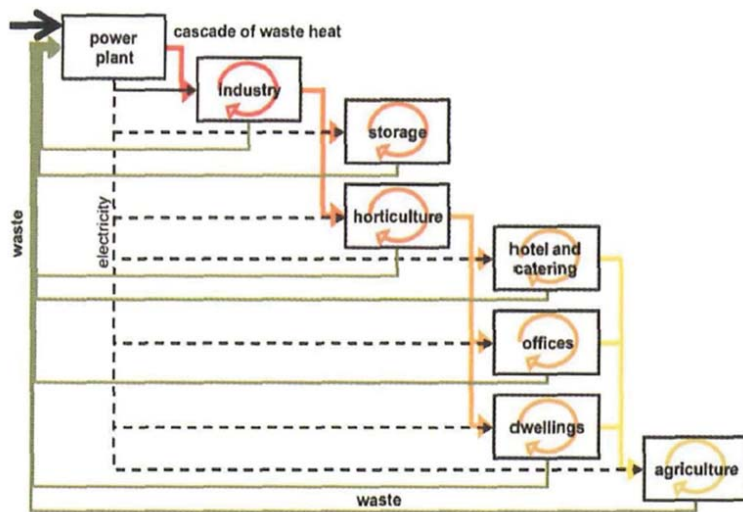 power
plant
cascade of waste heat
industry
storage
horticulture
electricity
waste
hotel and
catering
offices
dwellings
agriculture
waste